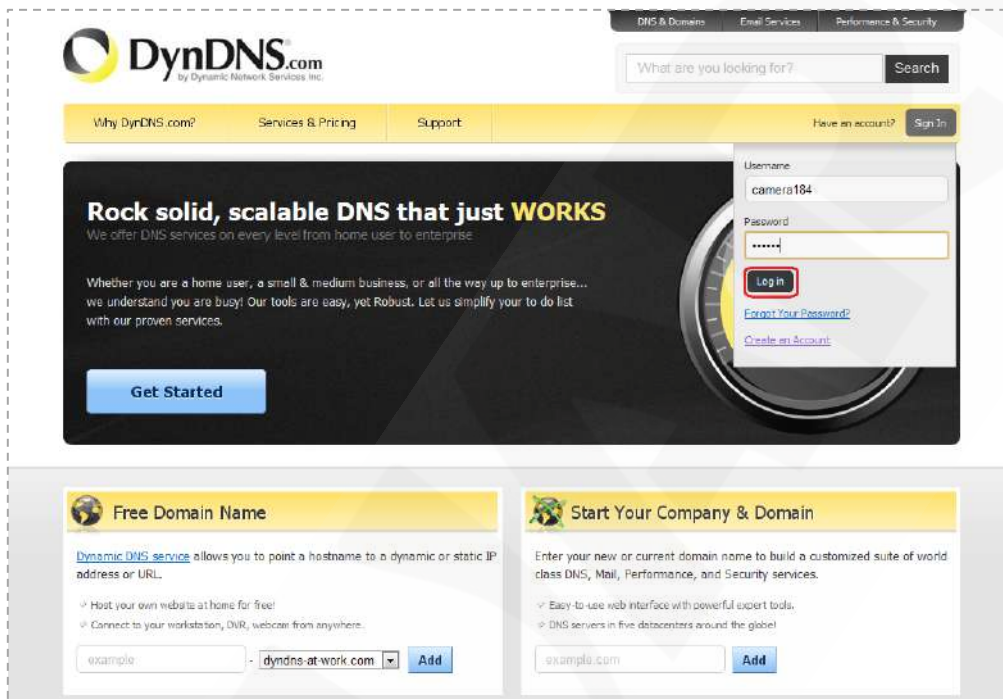 DNS & Domains Email Services Performance & Security
DynDNS.com
by Dynamic Network Services Inc.
What are you looking for? Search
Why DynDNS.com? Services & Pricing Support Have an account? Sign In
Username
camera184
Password
••••••
Log in
Forgot Your Password?
Create an Account
Rock solid, scalable DNS that just WORKS
We offer DNS services on every level from home user to enterprise
Whether you are a home user, a small & medium business, or all the way up to enterprise...
we understand you are busy! Our tools are easy, yet Robust. Let us simplify your to do list
with our proven services.
Get Started
Free Domain Name
Dynamic DNS service allows you to point a hostname to a dynamic or static IP
address or URL.
Host your own website at home for free!
Connect to your workstation, DVR, webcam from anywhere.
example - dyndns-at-work.com Add
Start Your Company & Domain
Enter your new or current domain name to build a customized suite of world
class DNS, Mail, Performance, and Security services.
Easy-to-use web interface with powerful expert tools.
DNS servers in five datacenters around the globe!
example.com Add